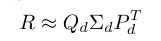 R ≈ Q_d Σ_d P_d^T